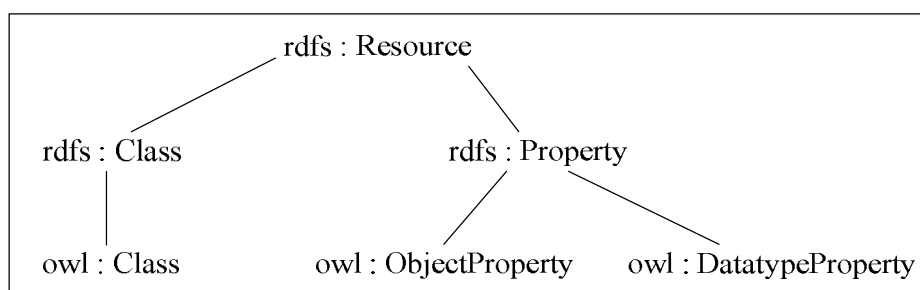 rdfs : Resource
rdfs : Class rdfs : Property
owl : Class owl : ObjectProperty owl : DatatypeProperty